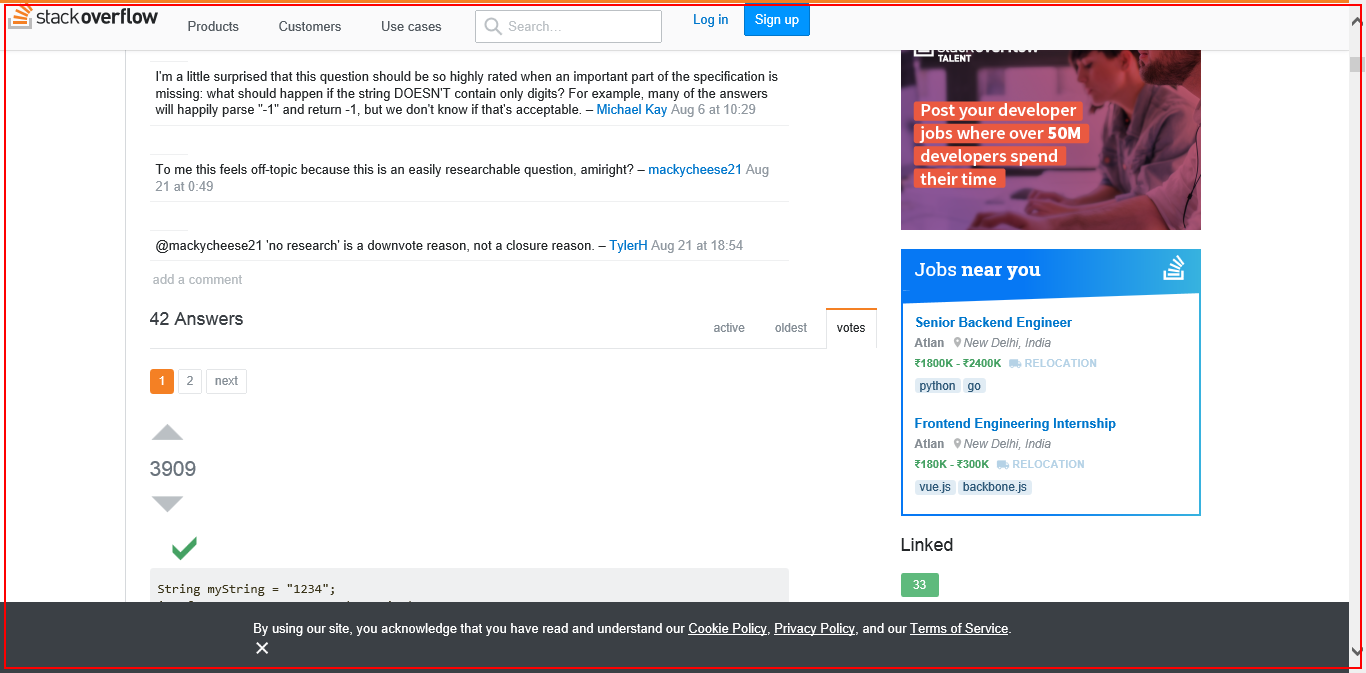 stackoverflow
Products
Customers
Use cases
Search...
Log in
Sign up
I'm a little surprised that this question should be so highly rated when an important part of the specification is
missing: what should happen if the string DOESN'T contain only digits? For example, many of the answers
will happily parse "-1" and return -1, but we don't know if that's acceptable. – Michael Kay Aug 6 at 10:29
To me this feels off-topic because this is an easily researchable question, amiright? – mackycheese21 Aug
21 at 0:49
@mackycheese21 'no research' is a downvote reason, not a closure reason. – TylerH Aug 21 at 18:54
add a comment
42 Answers
active
oldest
votes
1
2
next
3909
String myString = "1234";
TALENT
Post your developer
jobs where over 50M
developers spend
their time
Jobs near you
Senior Backend Engineer
Atlan New Delhi, India
₹1800K - ₹2400K RELOCATION
python go
Frontend Engineering Internship
Atlan New Delhi, India
₹180K - ₹300K RELOCATION
vue.js backbone.js
Linked
33
By using our site, you acknowledge that you have read and understand our Cookie Policy, Privacy Policy, and our Terms of Service.